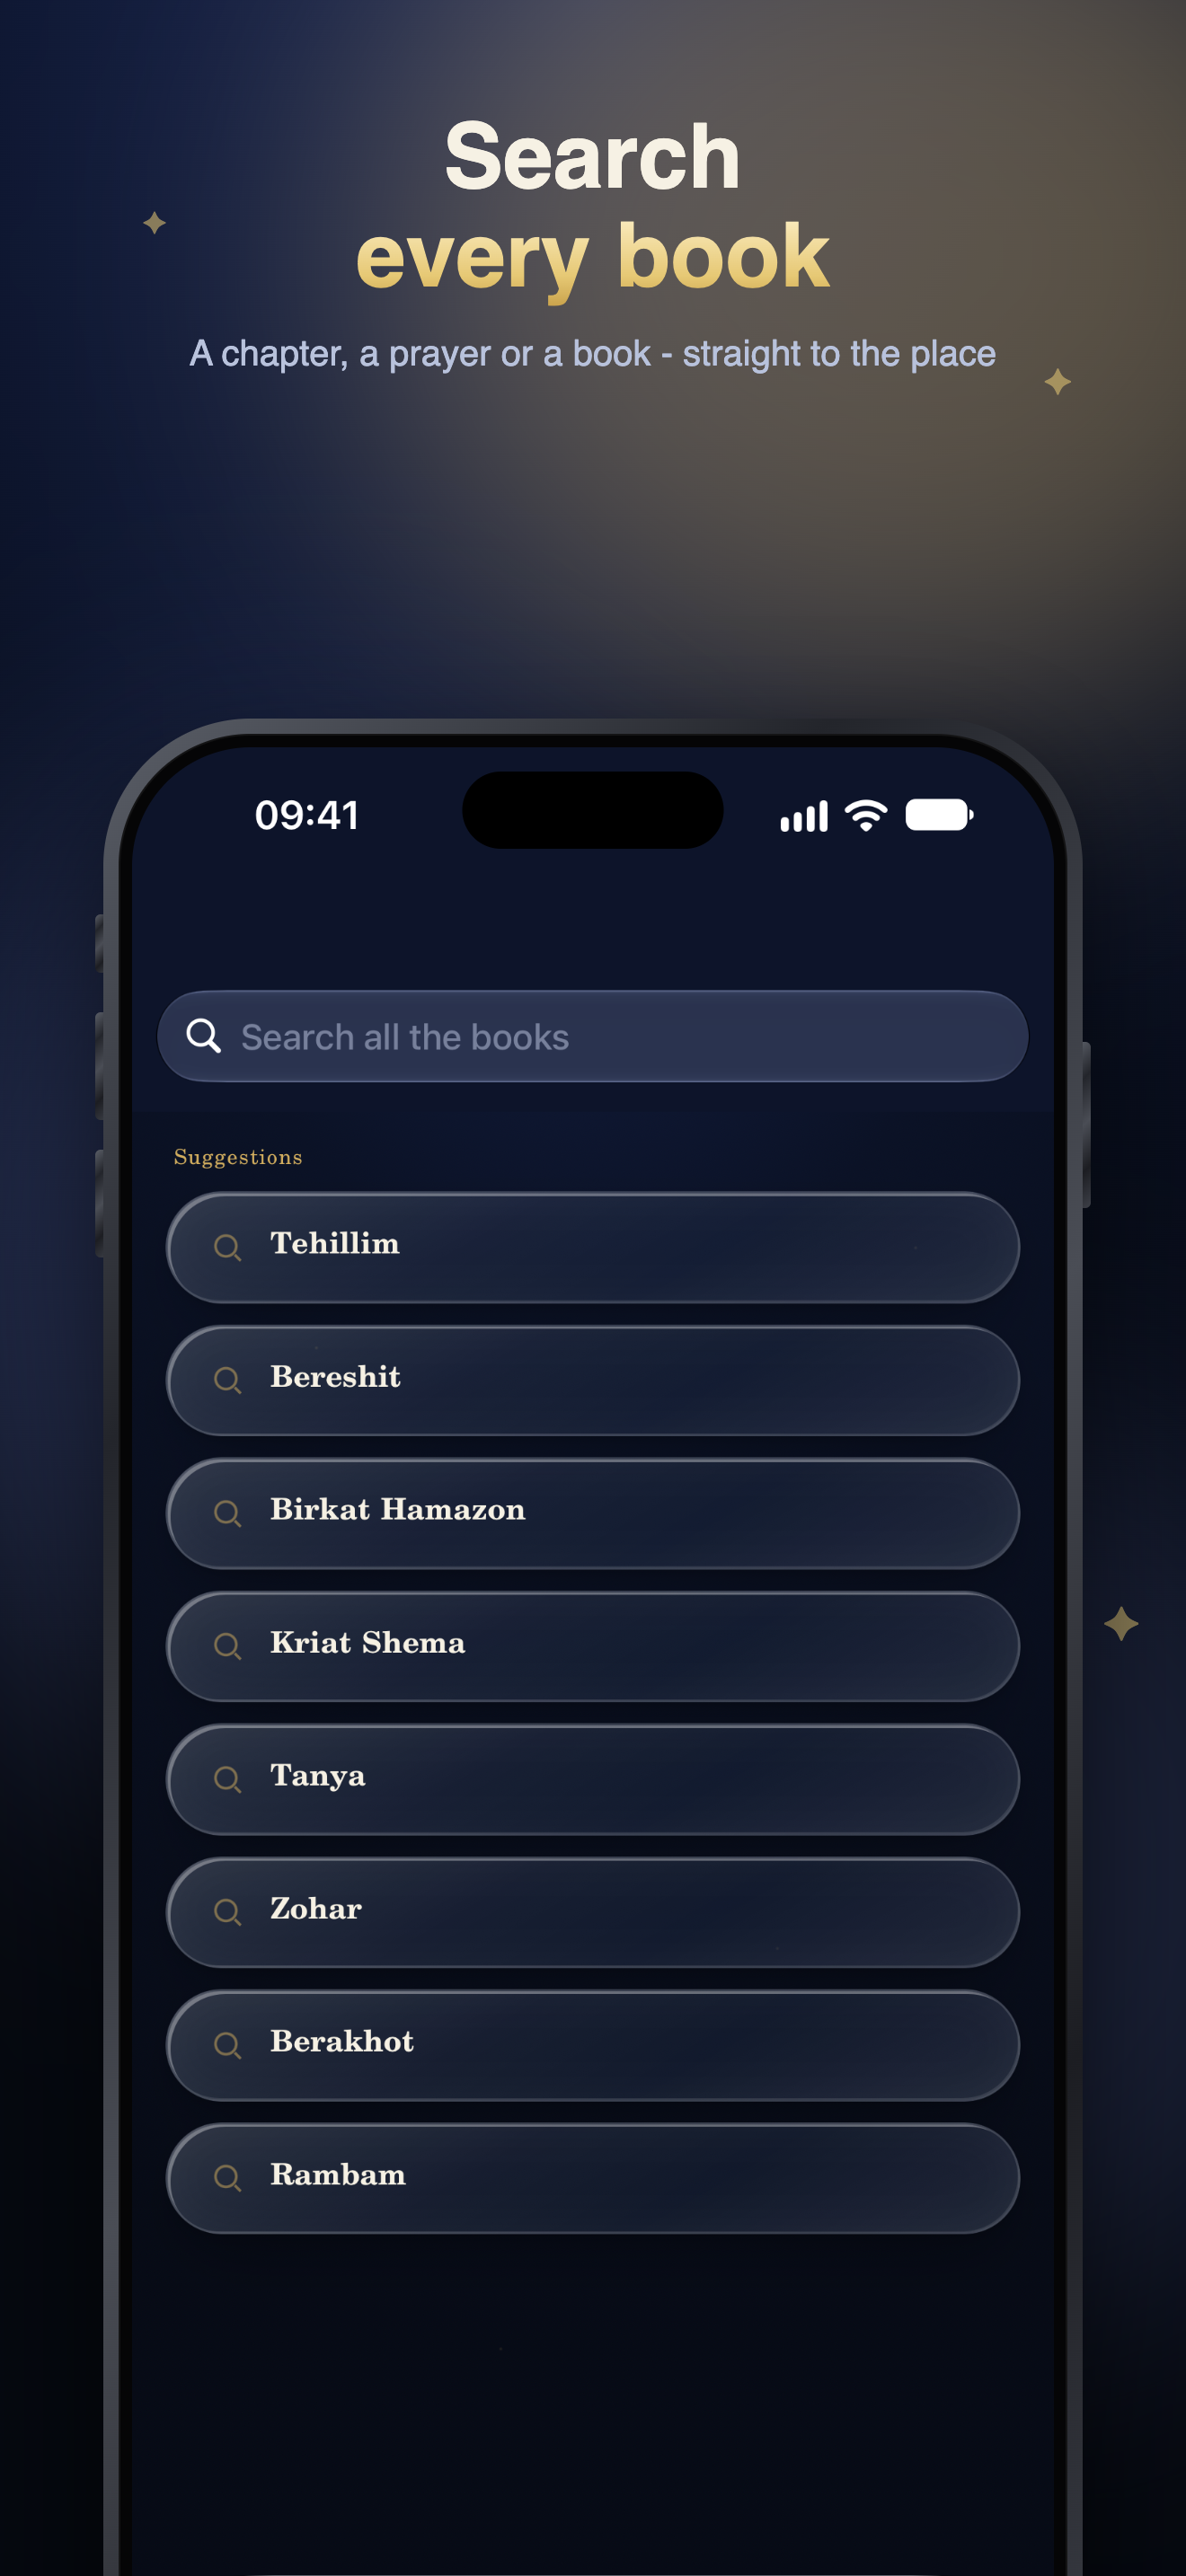 Search
every book
A chapter, a prayer or a book - straight to the place
09:41
Search all the books
Suggestions
Tehillim
Bereshit
Birkat Hamazon
Kriat Shema
Tanya
Zohar
Berakhot
Rambam